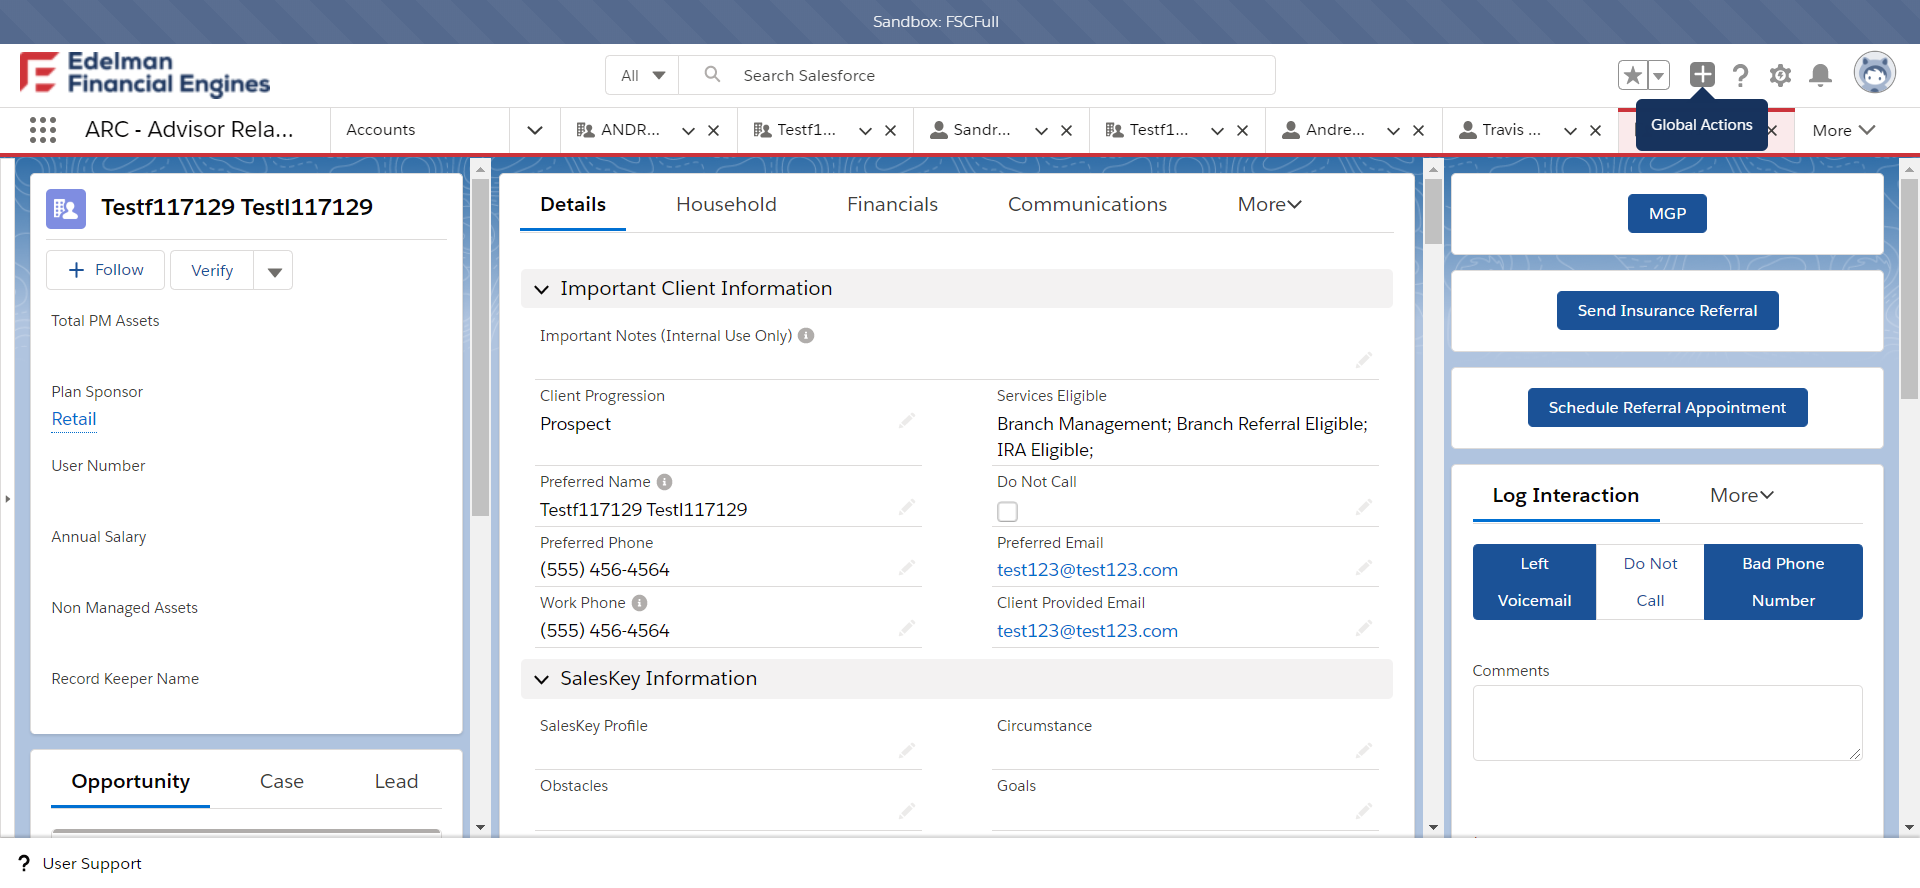 Sandbox: FSCFull
Edelman
Financial Engines
All
Search Salesforce
Global Actions
ARC - Advisor Rela...
Accounts
ANDR...
Testf1...
Sandr...
Testf1...
Andre...
Travis ...
More
Testf117129 Testl117129
Follow
Verify
Total PM Assets
Plan Sponsor
Retail
User Number
Annual Salary
Non Managed Assets
Record Keeper Name
Opportunity
Case
Lead
Details
Household
Financials
Communications
More
Important Client Information
Important Notes (Internal Use Only)
Client Progression
Prospect
Services Eligible
Branch Management; Branch Referral Eligible;
IRA Eligible;
Preferred Name
Testf117129 Testl117129
Do Not Call
Preferred Phone
(555) 456-4564
Preferred Email
test123@test123.com
Work Phone
(555) 456-4564
Client Provided Email
test123@test123.com
SalesKey Information
SalesKey Profile
Circumstance
Obstacles
Goals
MGP
Send Insurance Referral
Schedule Referral Appointment
Log Interaction
More
Left
Voicemail
Do Not
Call
Bad Phone
Number
Comments
? User Support